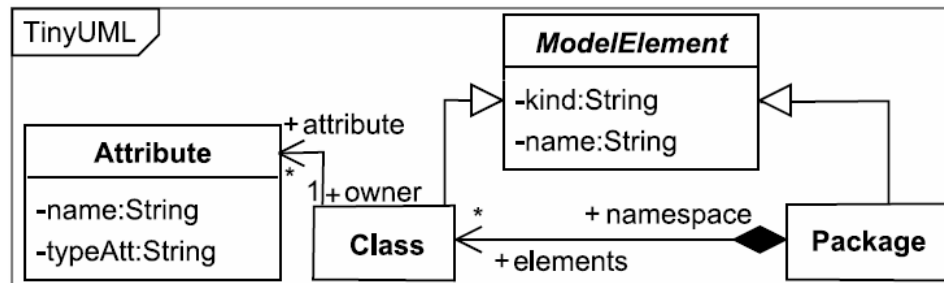 TinyUML
ModelElement
-kind:String
-name:String
+ attribute
*
Attribute
-name:String
-typeAtt:String
1 + owner
Class
*
+ namespace
+ elements
Package